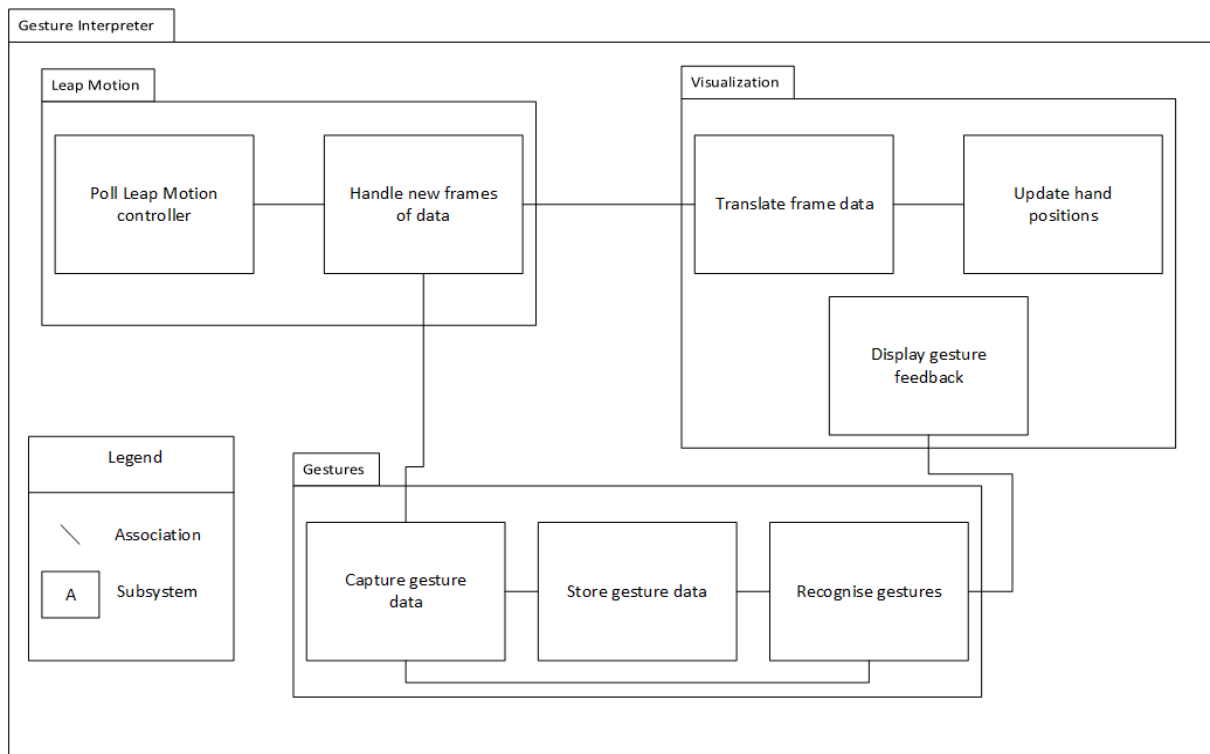 Gesture Interpreter
Leap Motion
Visualization
Poll Leap Motion
controller
Handle new frames
of data
Translate frame data
Update hand
positions
Display gesture
feedback
Legend
Association
A
Subsystem
Gestures
Capture gesture
data
Store gesture data
Recognise gestures